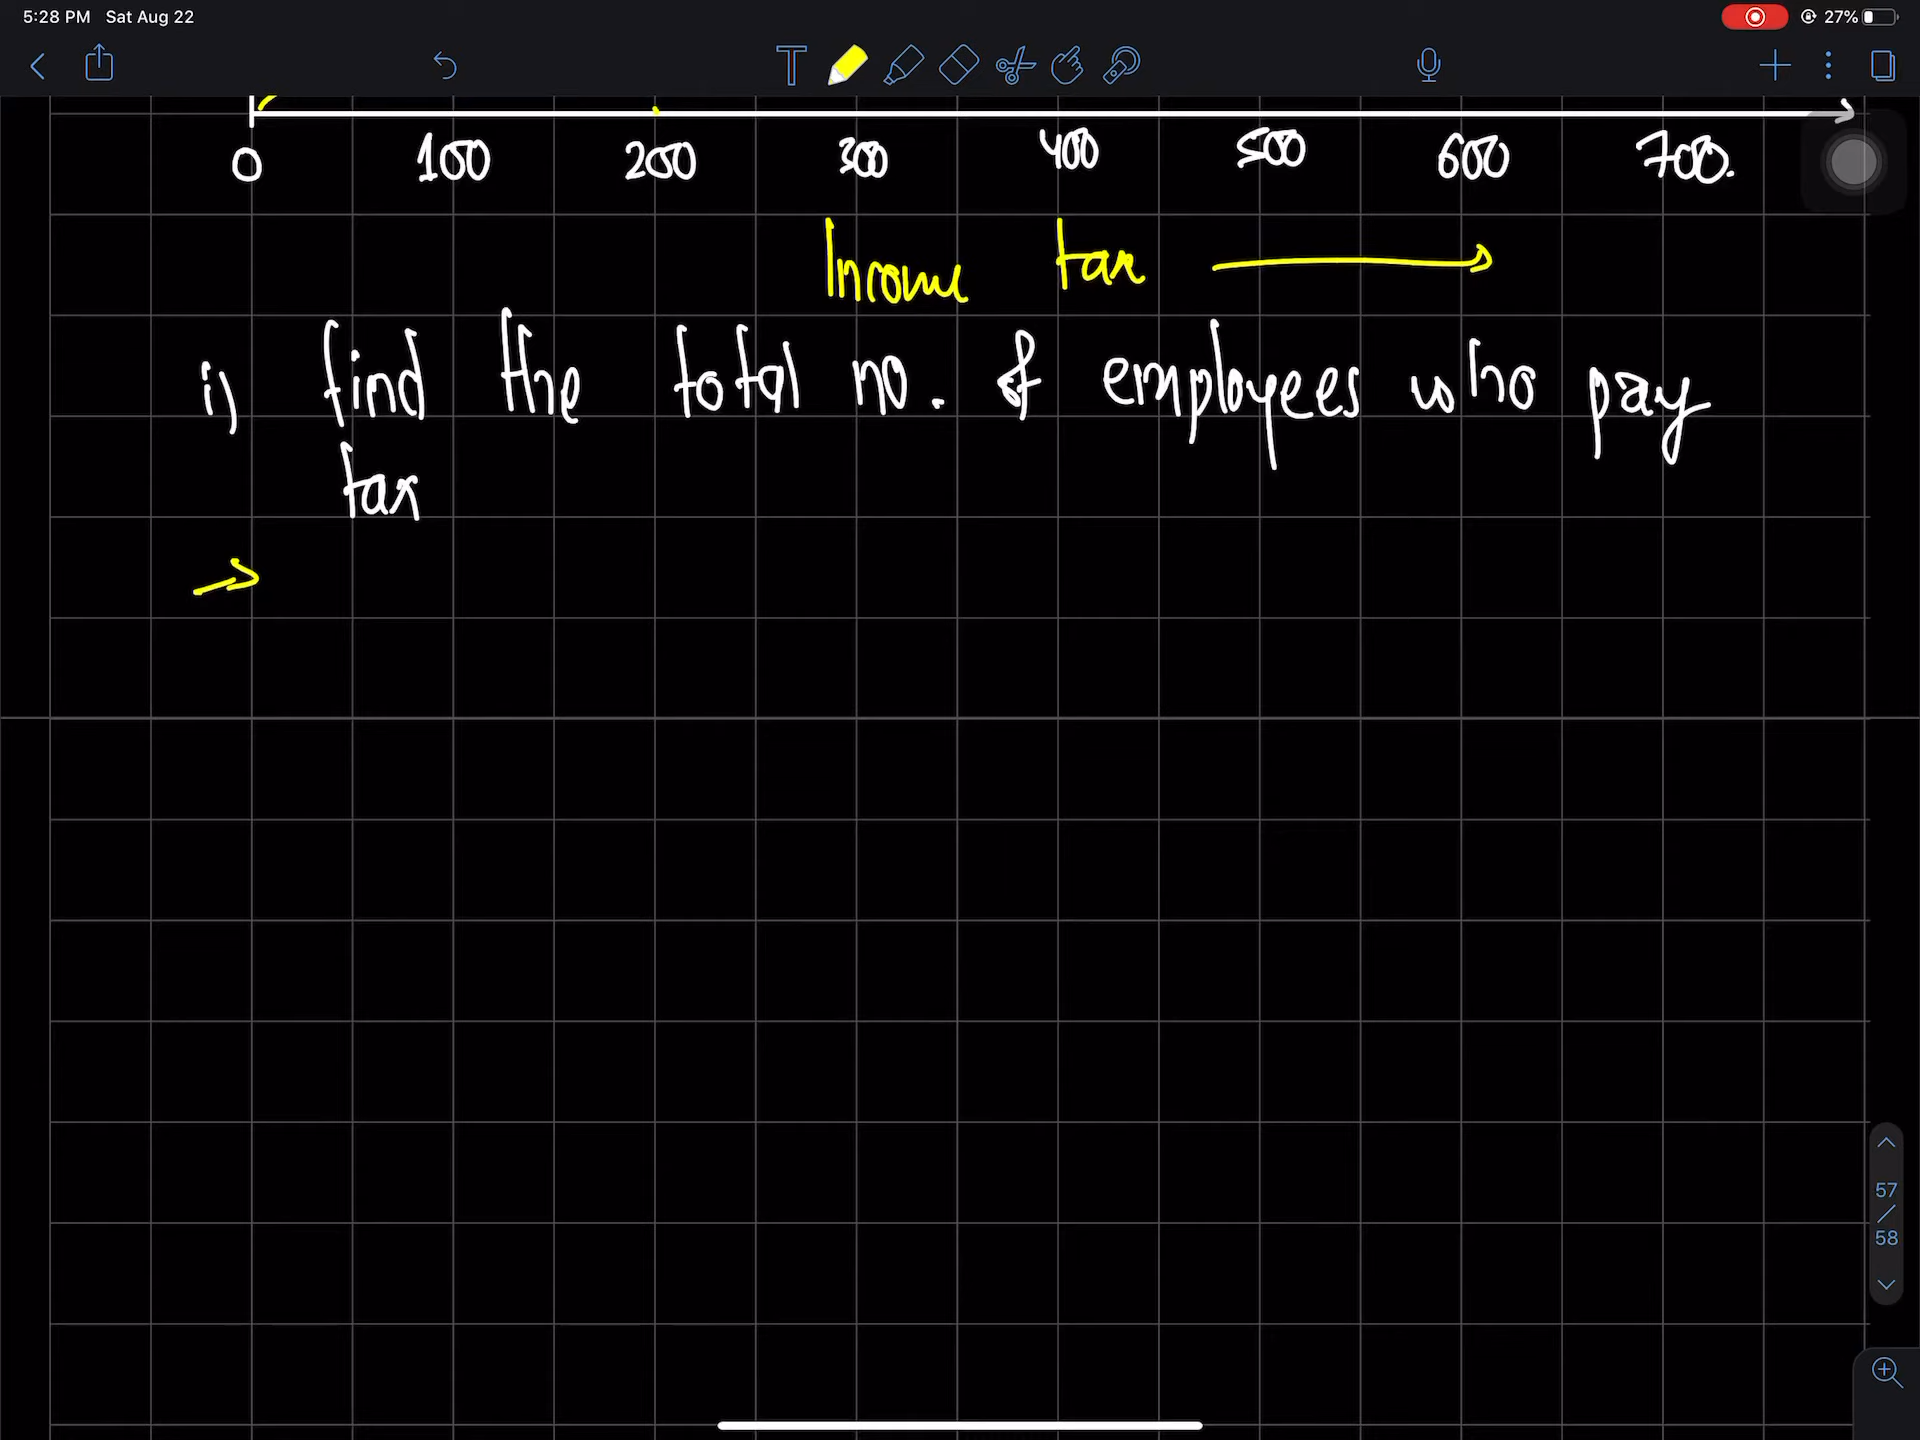 5:28 PM Sat Aug 22
27%
0 100 200 300 400 500 600 700.
Income tax
i) find the total no. of employees who pay
tax
57
/
58